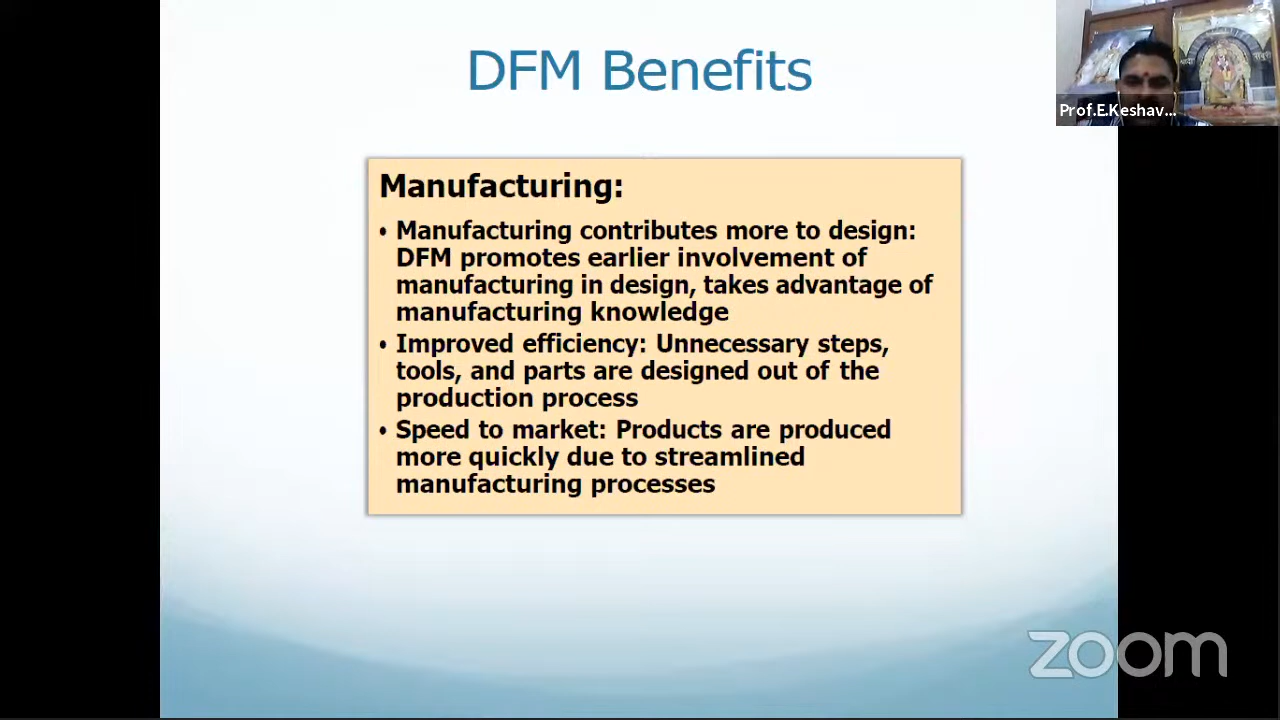 DFM Benefits
Prof.E.Keshav...
Manufacturing:
• Manufacturing contributes more to design:
DFM promotes earlier involvement of
manufacturing in design, takes advantage of
manufacturing knowledge
• Improved efficiency: Unnecessary steps,
tools, and parts are designed out of the
production process
• Speed to market: Products are produced
more quickly due to streamlined
manufacturing processes
zoom